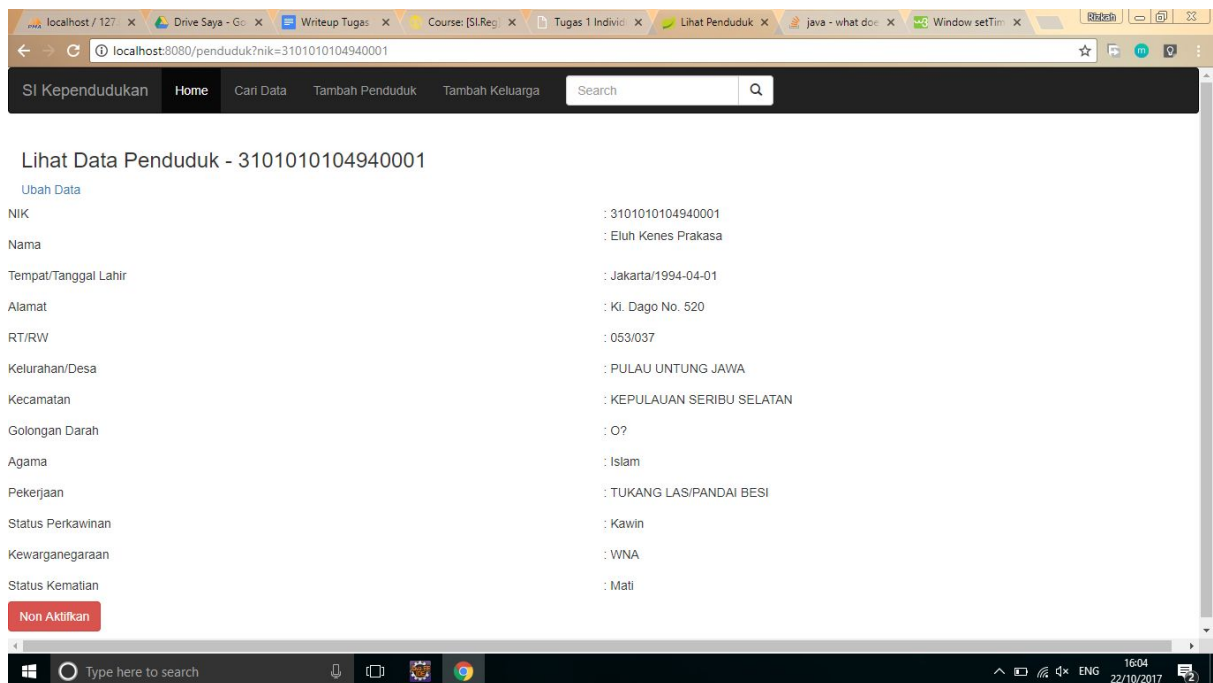 localhost / 127. Drive Saya - Go Writeup Tugas Course: [SI.Reg] Tugas 1 Individ Lihat Penduduk java - what doe Window setTim Rizkah
localhost:8080/penduduk?nik=3101010104940001
SI Kependudukan Home Cari Data Tambah Penduduk Tambah Keluarga Search
Lihat Data Penduduk - 3101010104940001
Ubah Data
NIK : 3101010104940001
Nama : Eluh Kenes Prakasa
Tempat/Tanggal Lahir : Jakarta/1994-04-01
Alamat : Ki. Dago No. 520
RT/RW : 053/037
Kelurahan/Desa : PULAU UNTUNG JAWA
Kecamatan : KEPULAUAN SERIBU SELATAN
Golongan Darah : O?
Agama : Islam
Pekerjaan : TUKANG LAS/PANDAI BESI
Status Perkawinan : Kawin
Kewarganegaraan : WNA
Status Kematian : Mati
Non Aktifkan
Type here to search ENG 16:04
22/10/2017